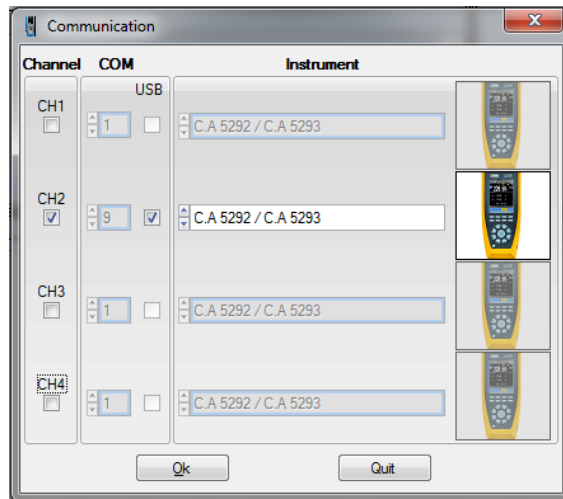 Communication
Channel COM Instrument
USB
CH1
1 C.A 5292 / C.A 5293
CH2
9 C.A 5292 / C.A 5293
CH3
1 C.A 5292 / C.A 5293
CH4
1 C.A 5292 / C.A 5293
Ok Quit